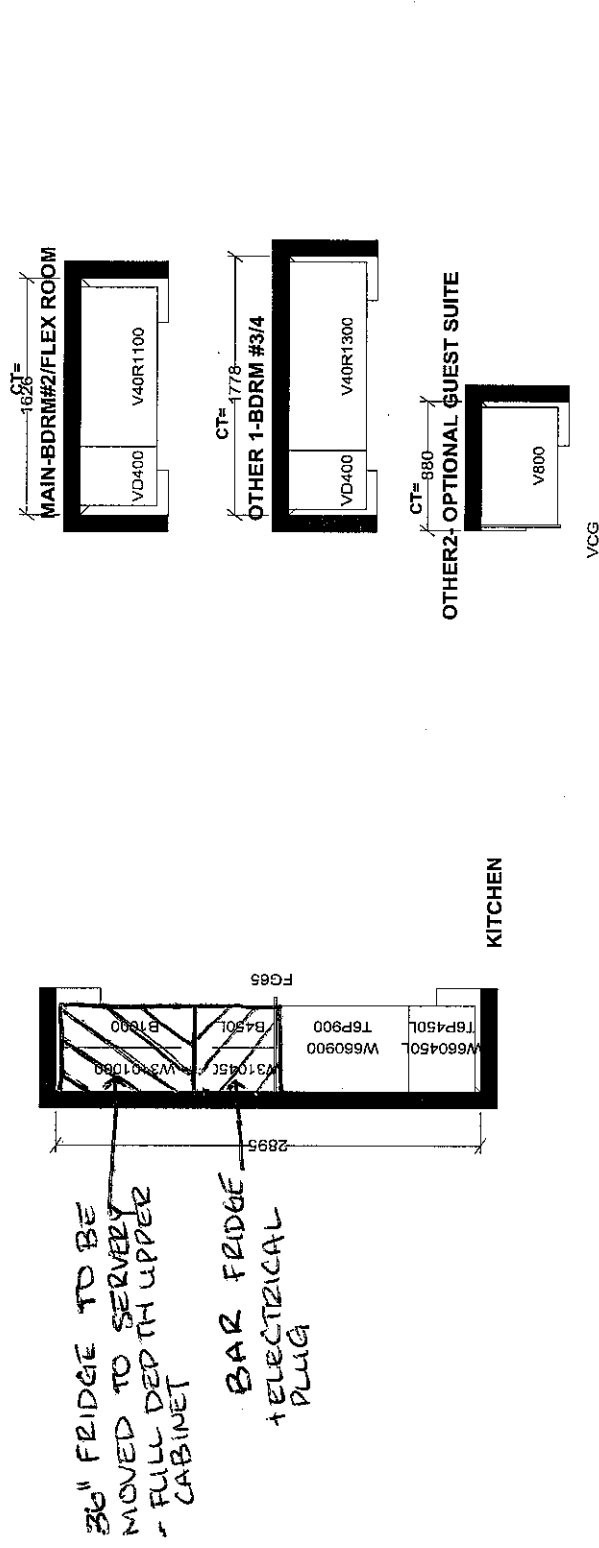 CT=
1626
MAIN-BDRM#2/FLEX ROOM
VD400
V40R1100
CT=
1778
OTHER 1-BDRM #3/4
VD400
V40R1300
CT=
880
OTHER2- OPTIONAL GUEST SUITE
V800
VCG
KITCHEN
FG65
B1000
W3101000
B450L
W310450
T6P900
W660900
T6P450L
W660450L
2895
36" FRIDGE TO BE
MOVED TO SERVERY
- FULL DEPTH UPPER
CABINET
BAR FRIDGE
+ ELECTRICAL
PLUG